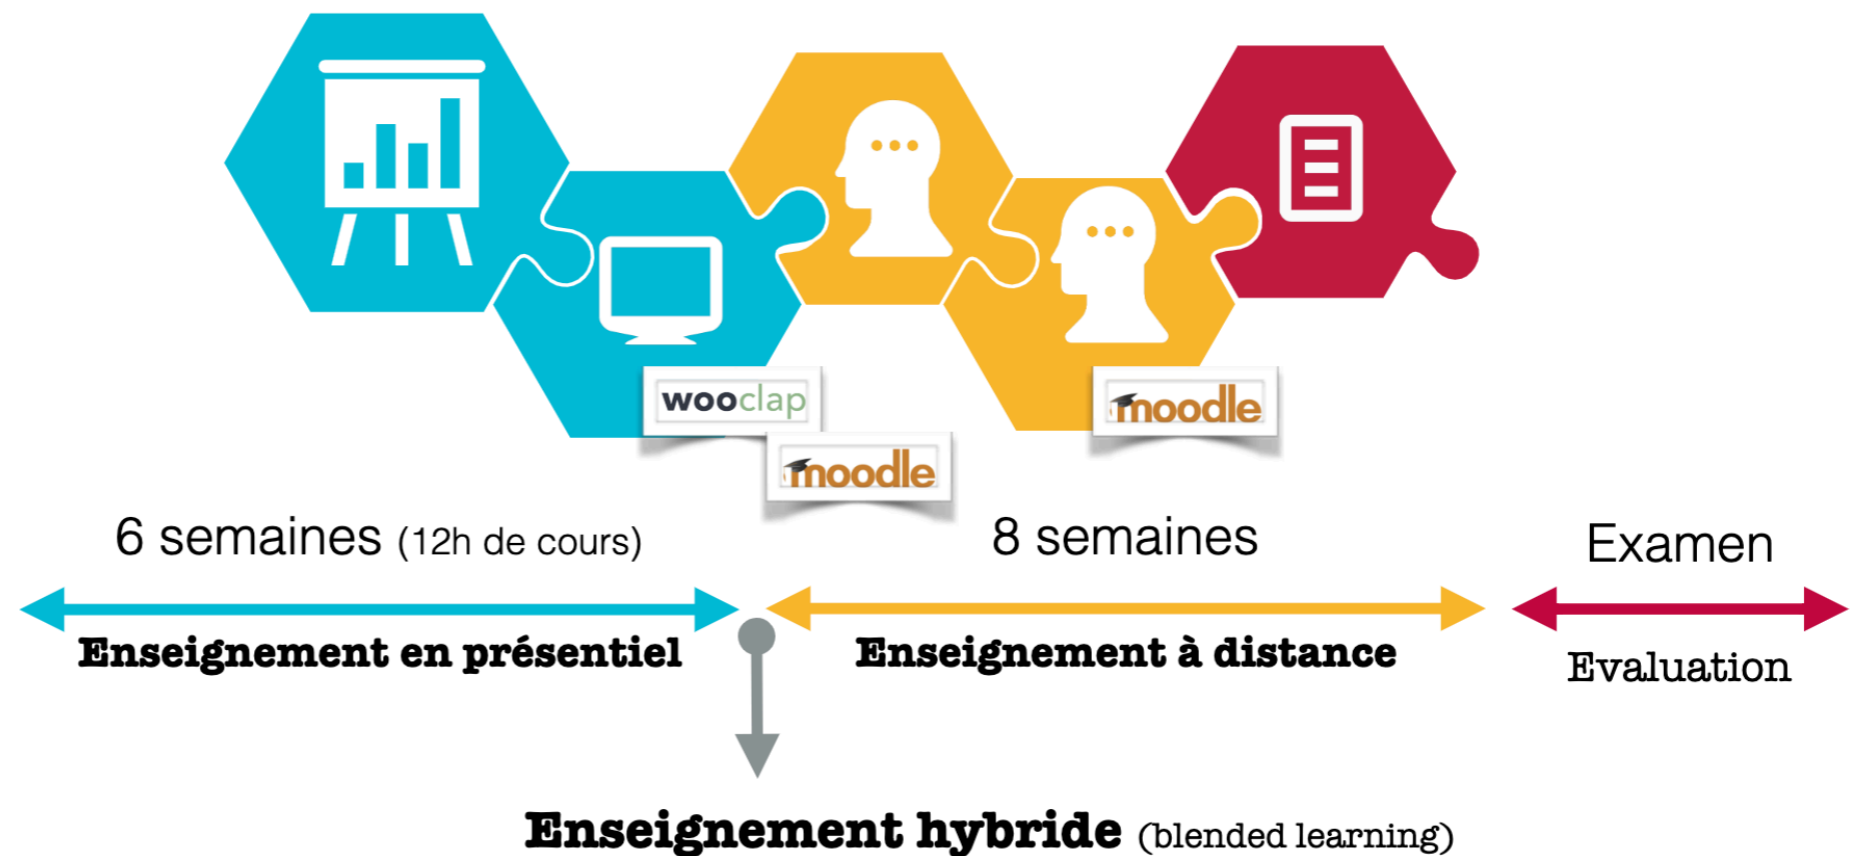 wooclap
moodle
moodle
6 semaines (12h de cours)
8 semaines
Examen
Enseignement en présentiel
Enseignement à distance
Evaluation
Enseignement hybride (blended learning)